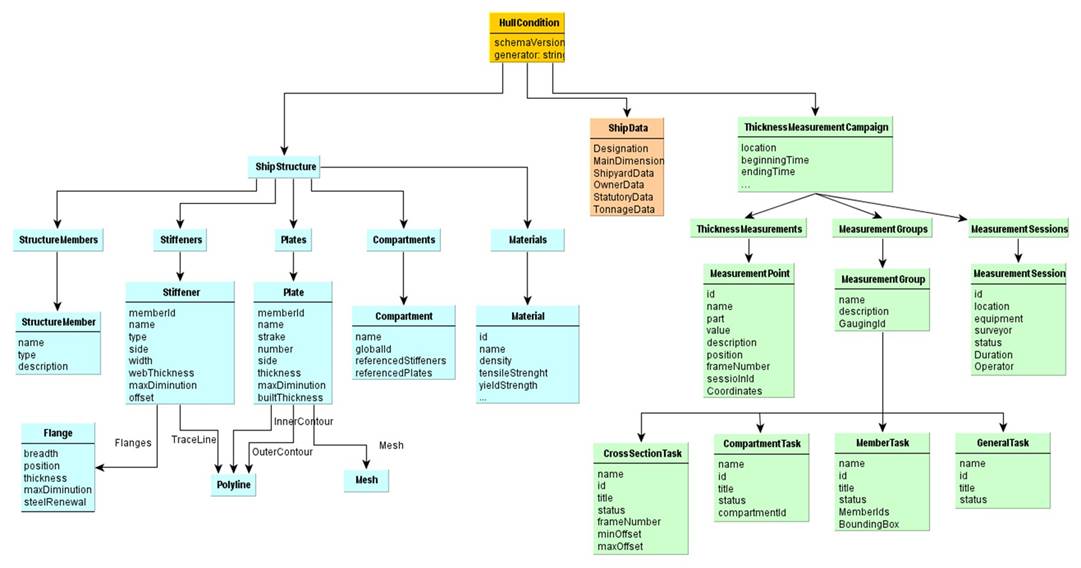 HullCondition
schemaVersion
generator: string
ShipStructure
ShipData
Designation
MainDimension
ShipyardData
OwnerData
StatutoryData
TonnageData
ThicknessMeasurementCampaign
location
beginningTime
endingTime
...
StructureMembers
Stiffeners
Plates
Compartments
Materials
ThicknessMeasurements
MeasurementGroups
MeasurementSessions
StructureMember
name
type
description
Stiffener
memberId
name
type
side
width
webThickness
maxDiminution
offset
Plate
memberId
name
strake
number
side
thickness
maxDiminution
builtThickness
Compartment
name
globalId
referencedStiffeners
referencedPlates
Material
id
name
density
tensileStrenght
yieldStrength
...
MeasurementPoint
id
name
part
value
description
position
frameNumber
sessionId
Coordinates
MeasurementGroup
name
description
GaugingId
MeasurementSession
id
location
equipment
surveyor
status
Duration
Operator
Flanges
TraceLine
InnerContour
OuterContour
Mesh
Flange
breadth
position
thickness
maxDiminution
steelRenewal
Polyline
Mesh
CrossSectionTask
name
id
title
status
frameNumber
minOffset
maxOffset
CompartmentTask
name
id
title
status
compartmentId
MemberTask
name
id
title
status
MemberIds
BoundingBox
GeneralTask
name
id
title
status